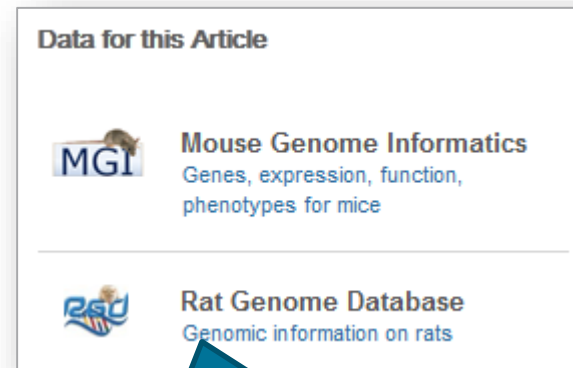 Data for this Article
MGI
Mouse Genome Informatics
Genes, expression, function,
phenotypes for mice
RGD
Rat Genome Database
Genomic information on rats